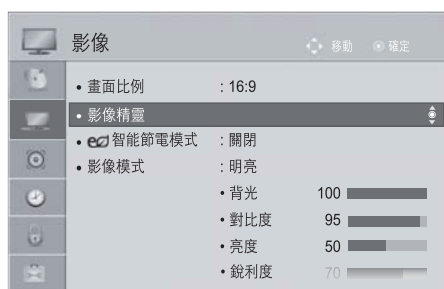 影像 移動 確定
• 畫面比例 : 16:9
• 影像精靈
• eco 智能節電模式 : 關閉
• 影像模式 : 明亮
• 背光 100
• 對比度 95
• 亮度 50
• 銳利度 70